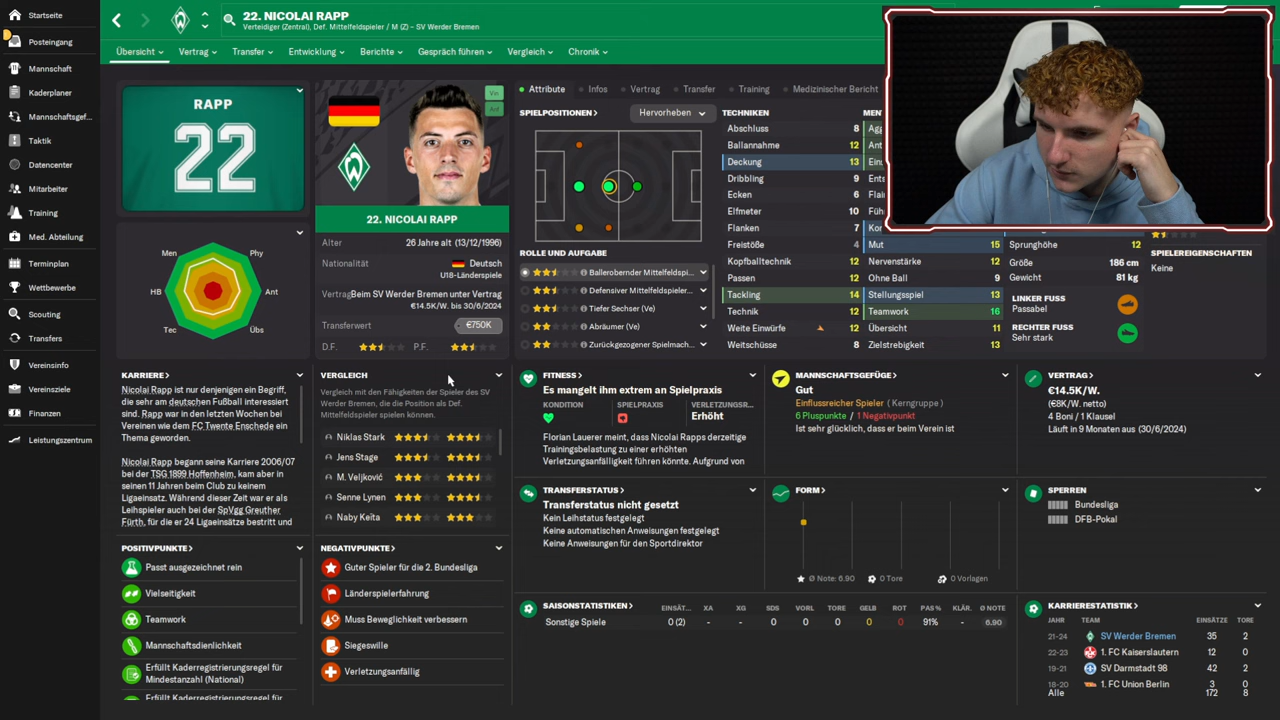 Startseite
Posteingang
Mannschaft
Kaderplaner
Mannschaftsgef...
Taktik
Datencenter
Mitarbeiter
Training
Med. Abteilung
Terminplan
Wettbewerbe
Scouting
Transfers
Vereinsinfo
Vereinsziele
Finanzen
Leistungszentrum
22. NICOLAI RAPP
Verteidiger (Zentral), Def. Mittelfeldspieler / M (Z) – SV Werder Bremen
Übersicht Vertrag Transfer Entwicklung Berichte Gespräch führen Vergleich Chronik
RAPP
22
Men Phy
HB Ant
Tec Übs
22. NICOLAI RAPP
Alter 26 Jahre alt (13/12/1996)
Nationalität Deutsch
U18-Länderspiele
Vertrag Beim SV Werder Bremen unter Vertrag
€14.5K/W. bis 30/6/2024
Transferwert €750K
D.F. P.F.
Attribute Infos Vertrag Transfer Training Medizinischer Bericht
SPIELPOSITIONEN Hervorheben
ROLLE UND AUFGABE
Ballerobernder Mittelfeldspi...
Defensiver Mittelfeldspieler...
Tiefer Sechser (Ve)
Abräumer (Ve)
Zurückgezogener Spielmach...
TECHNIKEN
Abschluss 8
Ballannahme 12
Deckung 13
Dribbling 9
Ecken 6
Elfmeter 10
Flanken 7
Freistöße 4
Kopfballtechnik 12
Passen 12
Tackling 14
Technik 12
Weite Einwürfe 12
Weitschüsse 8
Mut 15
Nervenstärke 12
Ohne Ball 9
Stellungsspiel 13
Teamwork 16
Übersicht 11
Zielstrebigkeit 13
Sprunghöhe 12
Größe 186 cm
Gewicht 81 kg
LINKER FUSS
Passabel
RECHTER FUSS
Sehr stark
SPIELEREIGENSCHAFTEN
Keine
KARRIERE
Nicolai Rapp ist nur denjenigen ein Begriff,
die sehr am deutschen Fußball interessiert
sind. Rapp war in den letzten Wochen bei
Vereinen wie dem FC Twente Enschede ein
Thema geworden.
Nicolai Rapp begann seine Karriere 2006/07
bei der TSG 1899 Hoffenheim, kam aber in
seinen 11 Jahren beim Club zu keinem
Ligaeinsatz. Während dieser Zeit war er als
Leihspieler auch bei der SpVgg Greuther
Fürth, für die er 24 Ligaeinsätze bestritt und
VERGLEICH
Vergleich mit den Fähigkeiten der Spieler des SV
Werder Bremen, die die Position als Def.
Mittelfeldspieler spielen können.
Niklas Stark
Jens Stage
M. Veljković
Senne Lynen
Naby Keita
FITNESS
Es mangelt ihm extrem an Spielpraxis
KONDITION SPIELPRAXIS VERLETZUNGSR...
Erhöht
Florian Lauerer meint, dass Nicolai Rapps derzeitige
Trainingsbelastung zu einer erhöhten
Verletzungsanfälligkeit führen könnte. Aufgrund von
MANNSCHAFTSGEFÜGE
Gut
Einflussreicher Spieler (Kerngruppe)
6 Pluspunkte / 1 Negativpunkt
Ist sehr glücklich, dass er beim Verein ist
VERTRAG
€14.5K/W.
(€8K/W. netto)
4 Boni / 1 Klausel
Läuft in 9 Monaten aus (30/6/2024)
TRANSFERSTATUS
Transferstatus nicht gesetzt
Kein Leihstatus festgelegt
Keine automatischen Anweisungen festgelegt
Keine Anweisungen für den Sportdirektor
FORM
Ø Note: 6.90 0 Tore 0 Vorlagen
SPERREN
Bundesliga
DFB-Pokal
POSITIVPUNKTE
Passt ausgezeichnet rein
Vielseitigkeit
Teamwork
Mannschaftsdienlichkeit
Erfüllt Kaderregistrierungsregel für
Mindestanzahl (National)
Erfüllt Kaderregistrierungsregel für
NEGATIVPUNKTE
Guter Spieler für die 2. Bundesliga
Länderspielerfahrung
Muss Beweglichkeit verbessern
Siegeswille
Verletzungsanfällig
SAISONSTATISTIKEN EINSÄT... XA XG SDS VORL TORE GELB ROT PAS% KLÄR. Ø NOTE
Sonstige Spiele 0 (2) - - 0 0 0 0 0 91% - 6.90
KARRIERESTATISTIK
JAHR TEAM EINSÄTZE TORE
21-24 SV Werder Bremen 35 2
22-23 1. FC Kaiserslautern 12 0
19-21 SV Darmstadt 98 42 2
18-20 1. FC Union Berlin 3 0
Alle 172 8